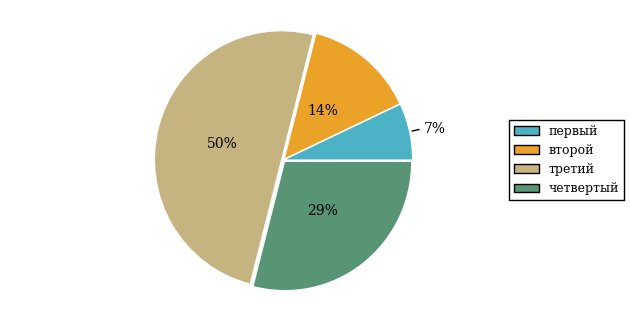 14%
7%
50%
29%
первый
второй
третий
четвертый